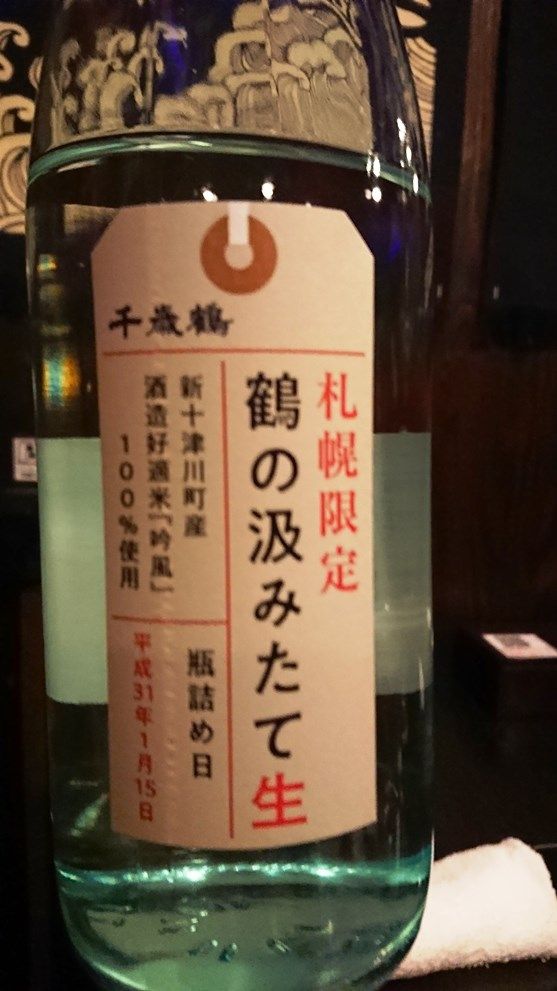 千歳鶴
札幌限定
鶴の汲みたて生
新十津川町産
酒造好適米『吟風』
100%使用
瓶詰め日
平成31年1月15日